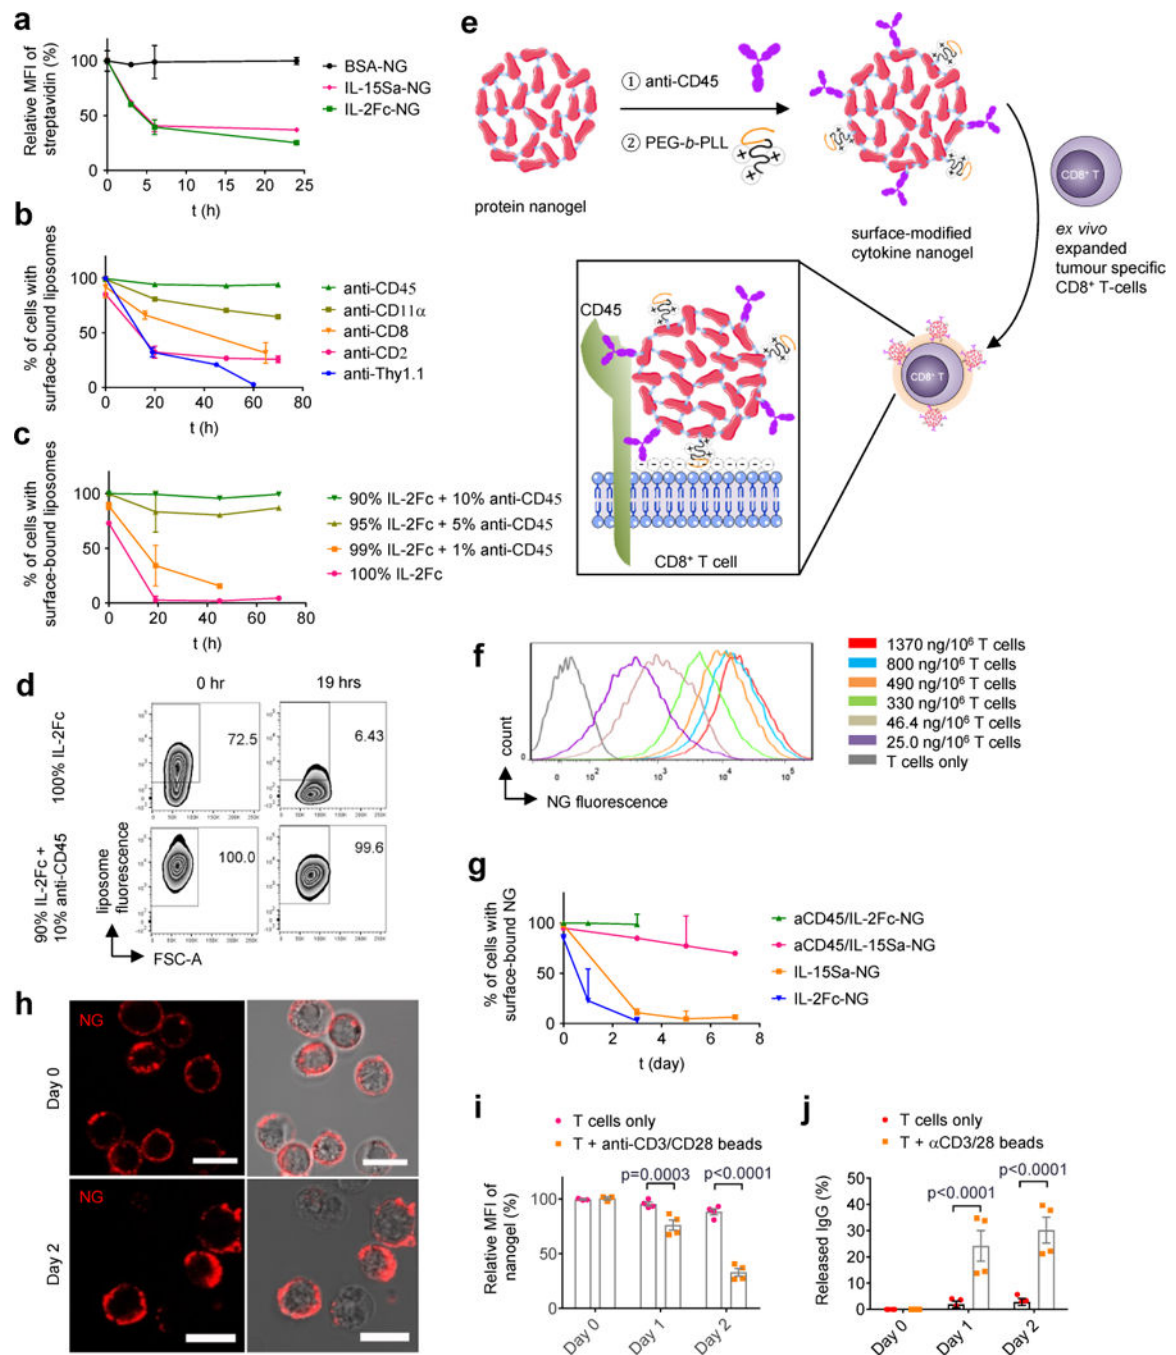 a
Relative MFI of
streptavidin (%)
100
50
0
0
5
10
15
20
25
t (h)
BSA-NG
IL-15Sa-NG
IL-2Fc-NG
b
% of cells with
surface-bound liposomes
100
50
0
0
20
40
60
80
t (h)
anti-CD45
anti-CD11α
anti-CD8
anti-CD2
anti-Thy1.1
c
% of cells with
surface-bound liposomes
100
50
0
0
20
40
60
80
t (h)
90% IL-2Fc + 10% anti-CD45
95% IL-2Fc + 5% anti-CD45
99% IL-2Fc + 1% anti-CD45
100% IL-2Fc
d
0 hr
19 hrs
100% IL-2Fc
72.5
6.43
90% IL-2Fc +
10% anti-CD45
100.0
99.6
liposome
fluorescence
FSC-A
e
① anti-CD45
② PEG-b-PLL
protein nanogel
surface-modified
cytokine nanogel
CD8⁺ T
ex vivo
expanded
tumour specific
CD8⁺ T-cells
CD45
CD8⁺ T cell
CD8⁺ T
f
count
0
0
10²
10³
10⁴
10⁵
NG fluorescence
1370 ng/10⁶ T cells
800 ng/10⁶ T cells
490 ng/10⁶ T cells
330 ng/10⁶ T cells
46.4 ng/10⁶ T cells
25.0 ng/10⁶ T cells
T cells only
g
% of cells with
surface-bound NG
100
50
0
0
2
4
6
8
t (day)
aCD45/IL-2Fc-NG
aCD45/IL-15Sa-NG
IL-15Sa-NG
IL-2Fc-NG
h
Day 0
NG
Day 2
NG
i
T cells only
T + anti-CD3/CD28 beads
p=0.0003
p<0.0001
Relative MFI of
nanogel (%)
100
50
0
Day 0
Day 1
Day 2
j
T cells only
T + αCD3/28 beads
p<0.0001
p<0.0001
Released IgG (%)
50
40
30
20
10
0
Day 0
Day 1
Day 2